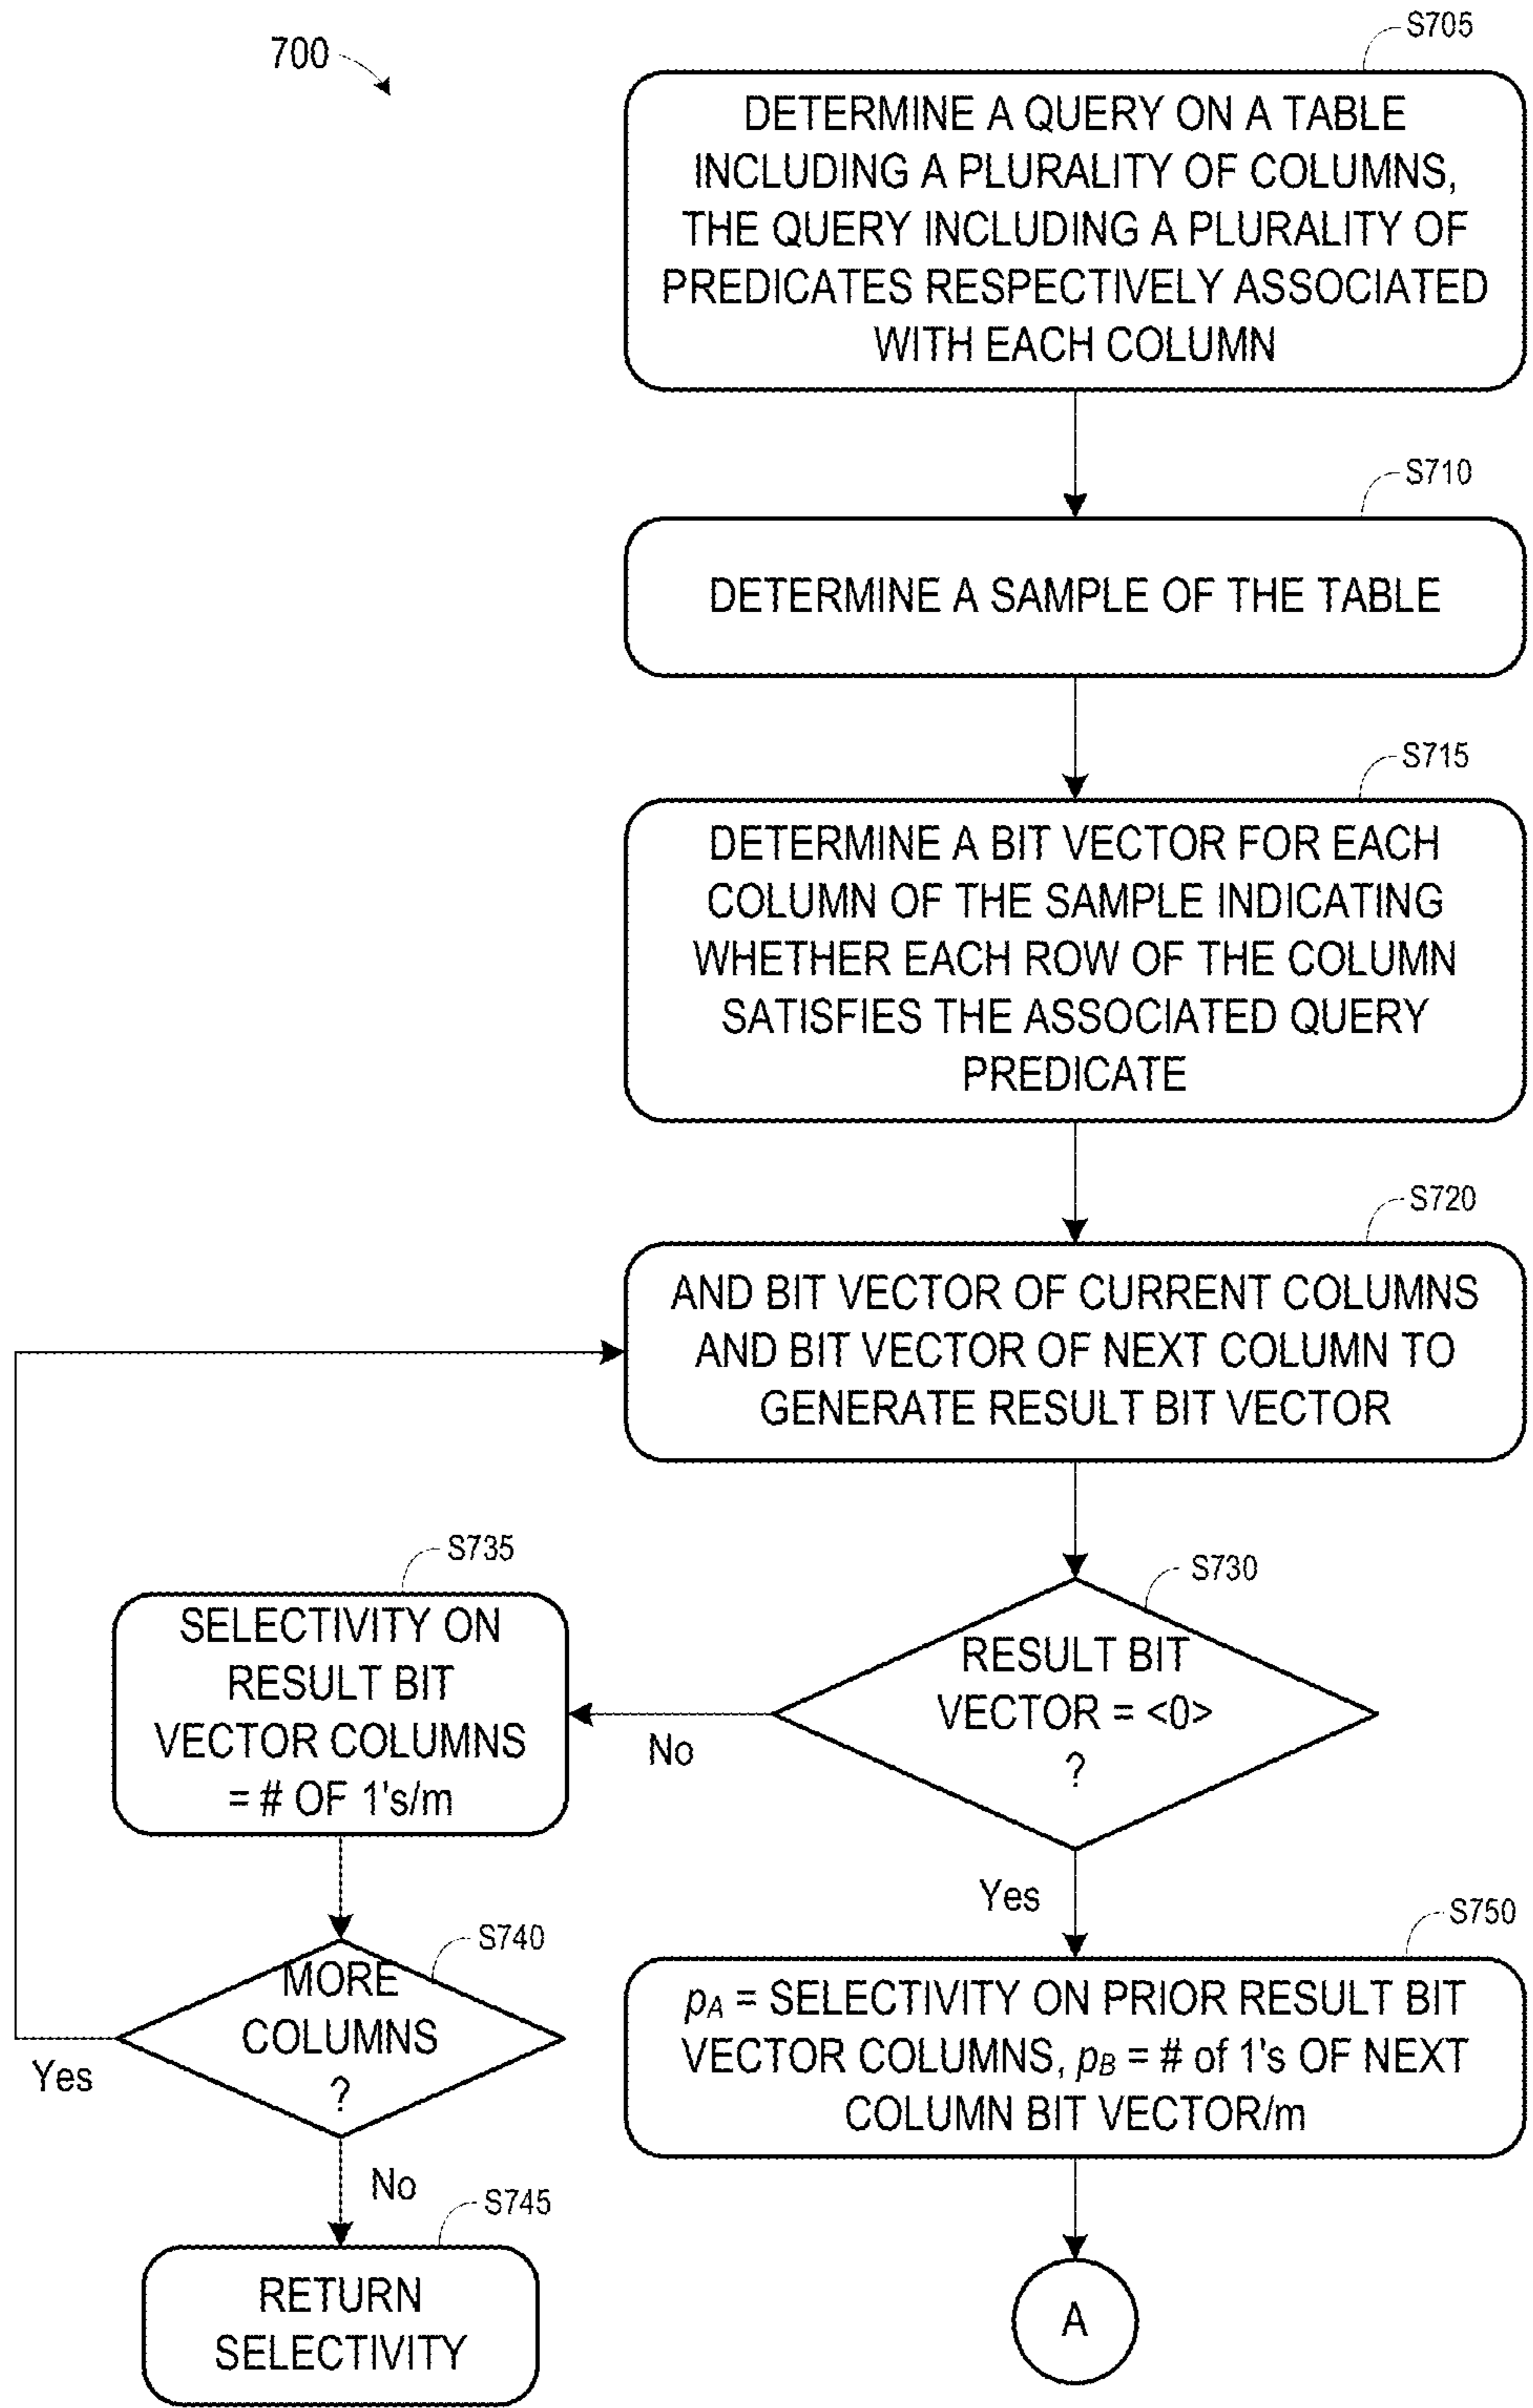 700
S705
DETERMINE A QUERY ON A TABLE
INCLUDING A PLURALITY OF COLUMNS,
THE QUERY INCLUDING A PLURALITY OF
PREDICATES RESPECTIVELY ASSOCIATED
WITH EACH COLUMN
S710
DETERMINE A SAMPLE OF THE TABLE
S715
DETERMINE A BIT VECTOR FOR EACH
COLUMN OF THE SAMPLE INDICATING
WHETHER EACH ROW OF THE COLUMN
SATISFIES THE ASSOCIATED QUERY
PREDICATE
S720
AND BIT VECTOR OF CURRENT COLUMNS
AND BIT VECTOR OF NEXT COLUMN TO
GENERATE RESULT BIT VECTOR
S730
RESULT BIT
VECTOR = <0>
?
No
Yes
S735
SELECTIVITY ON
RESULT BIT
VECTOR COLUMNS
= # OF 1's/m
S740
MORE
COLUMNS
?
Yes
No
S745
RETURN
SELECTIVITY
S750
pA = SELECTIVITY ON PRIOR RESULT BIT
VECTOR COLUMNS, pB = # of 1's OF NEXT
COLUMN BIT VECTOR/m
A